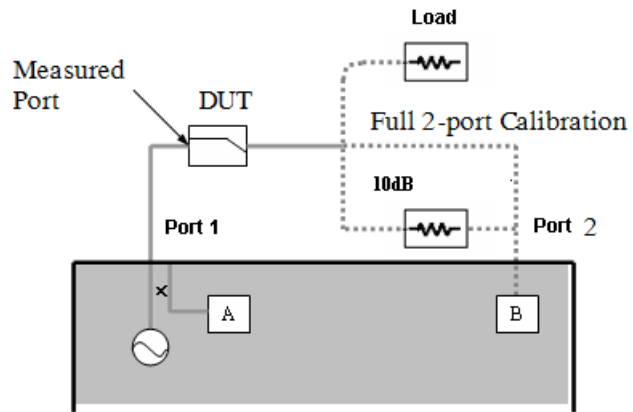 Load
Measured
Port
DUT
Full 2-port Calibration
10dB
Port 1
Port 2
x
A
B